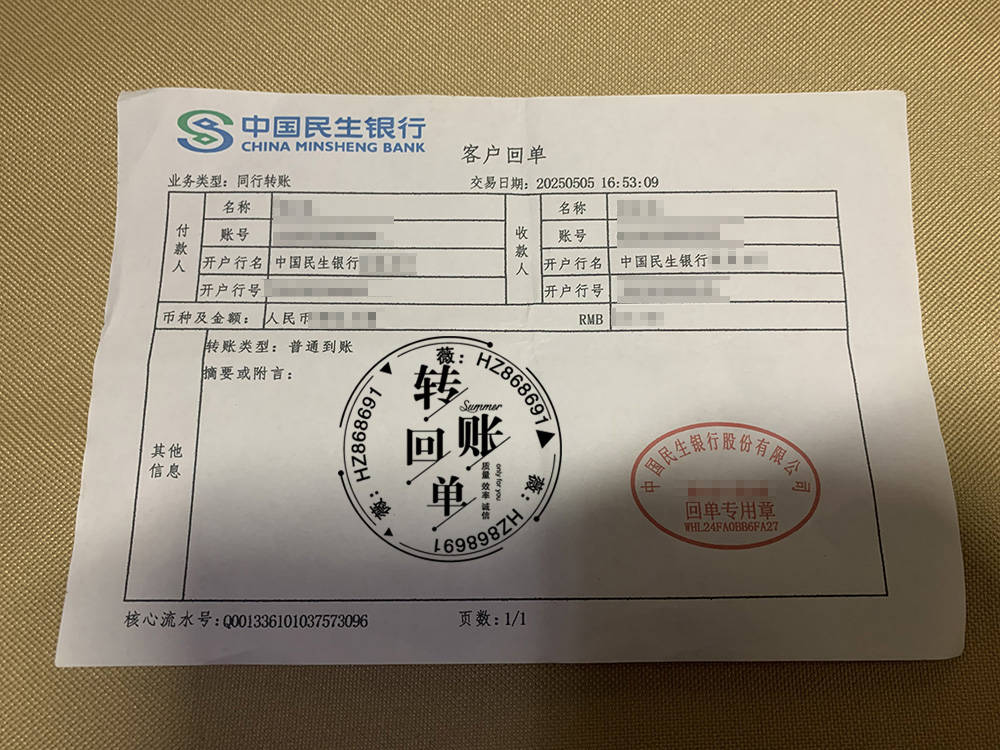 中国民生银行
CHINA MINSHENG BANK
客户回单
业务类型：同行转账
交易日期：20250505 16:53:09
付款人
名称
账号
开户行名 中国民生银行
开户行号
收款人
名称
账号
开户行名 中国民生银行
开户行号
币种及金额： 人民币
RMB
其他信息
转账类型：普通到账
摘要或附言：
薇：HZ868691
薇：HZ868691
薇：HZ868691
转账回单
Summer
only for you
质量 效率 诚信
中国民生银行股份有限公司
回单专用章
WHL24FA0BB6FA27
核心流水号：Q001336101037573096
页数：1/1